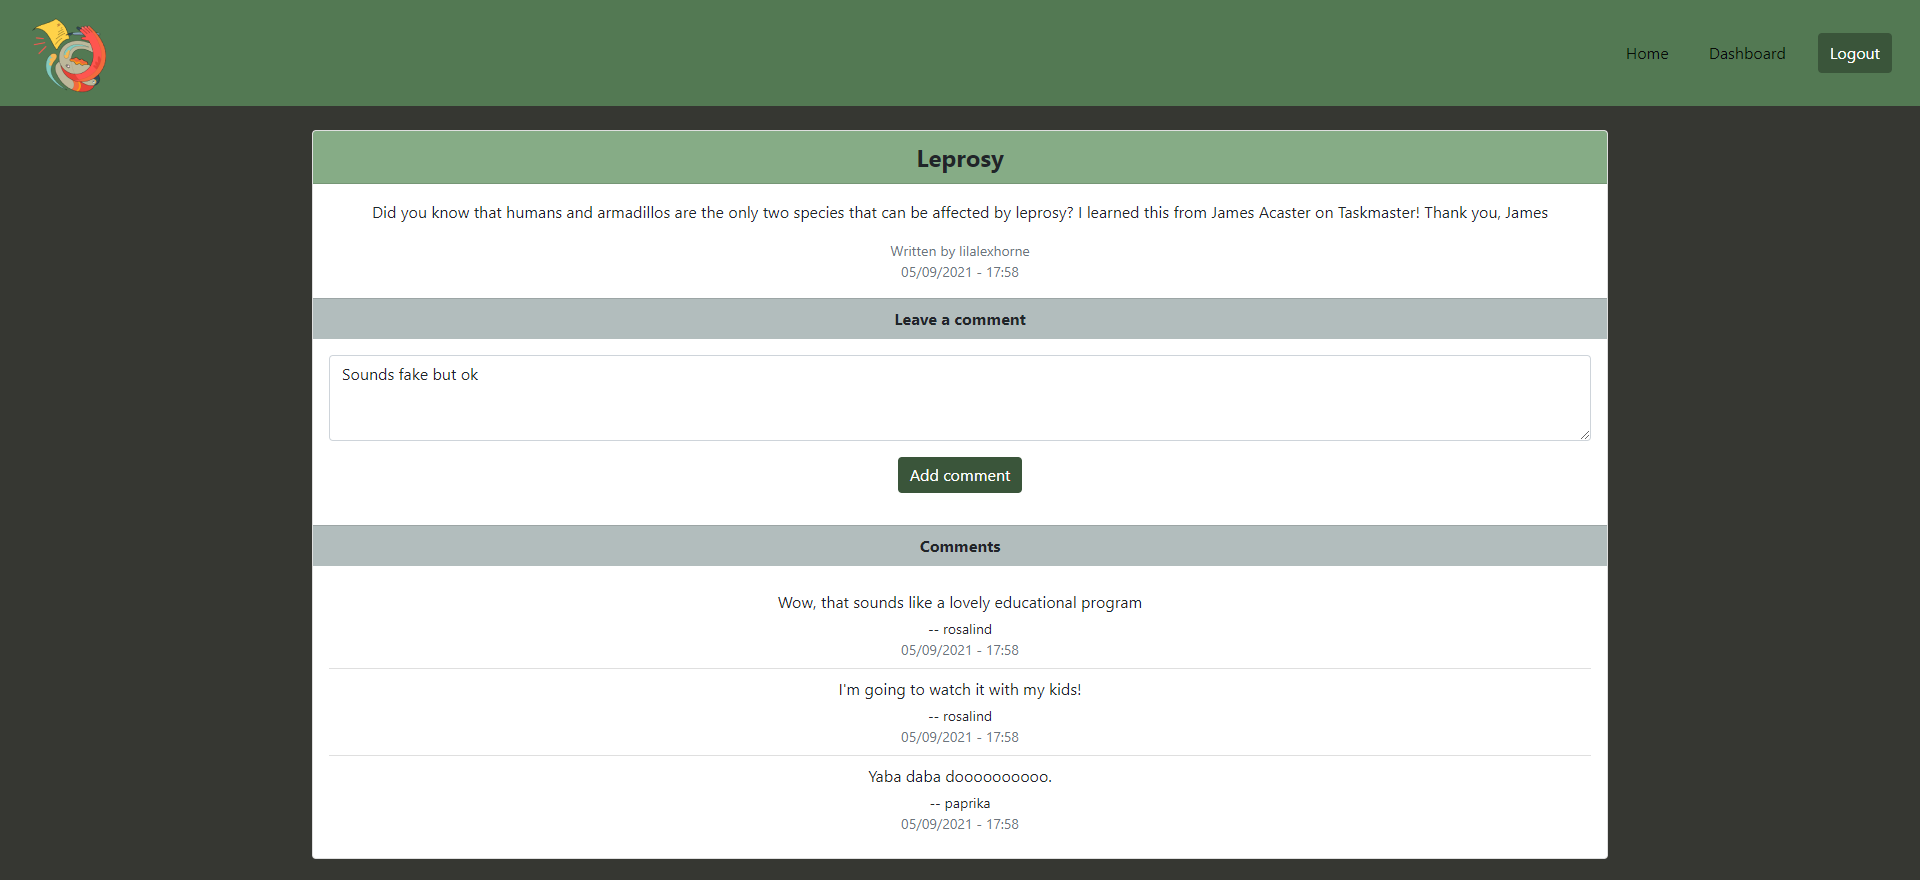 Home
Dashboard
Logout
Leprosy
Did you know that humans and armadillos are the only two species that can be affected by leprosy? I learned this from James Acaster on Taskmaster! Thank you, James
Written by lilalexhorne
05/09/2021 - 17:58
Leave a comment
Sounds fake but ok
Add comment
Comments
Wow, that sounds like a lovely educational program
-- rosalind
05/09/2021 - 17:58
I'm going to watch it with my kids!
-- rosalind
05/09/2021 - 17:58
Yaba daba doooooooooo.
-- paprika
05/09/2021 - 17:58